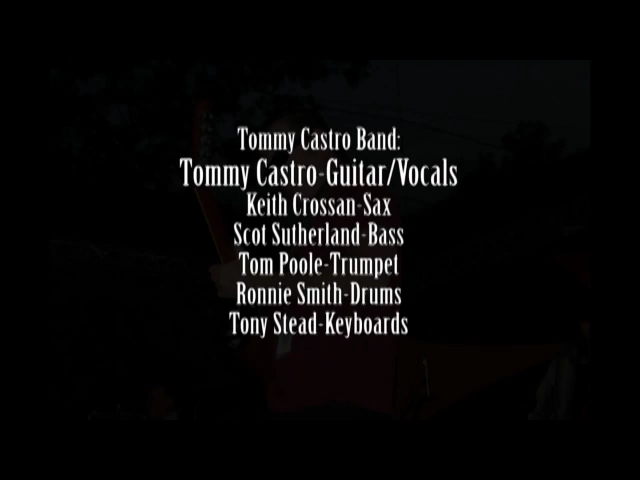 Tommy Castro Band:
Tommy Castro-Guitar/Vocals
Keith Crossan-Sax
Scot Sutherland-Bass
Tom Poole-Trumpet
Ronnie Smith-Drums
Tony Stead-Keyboards